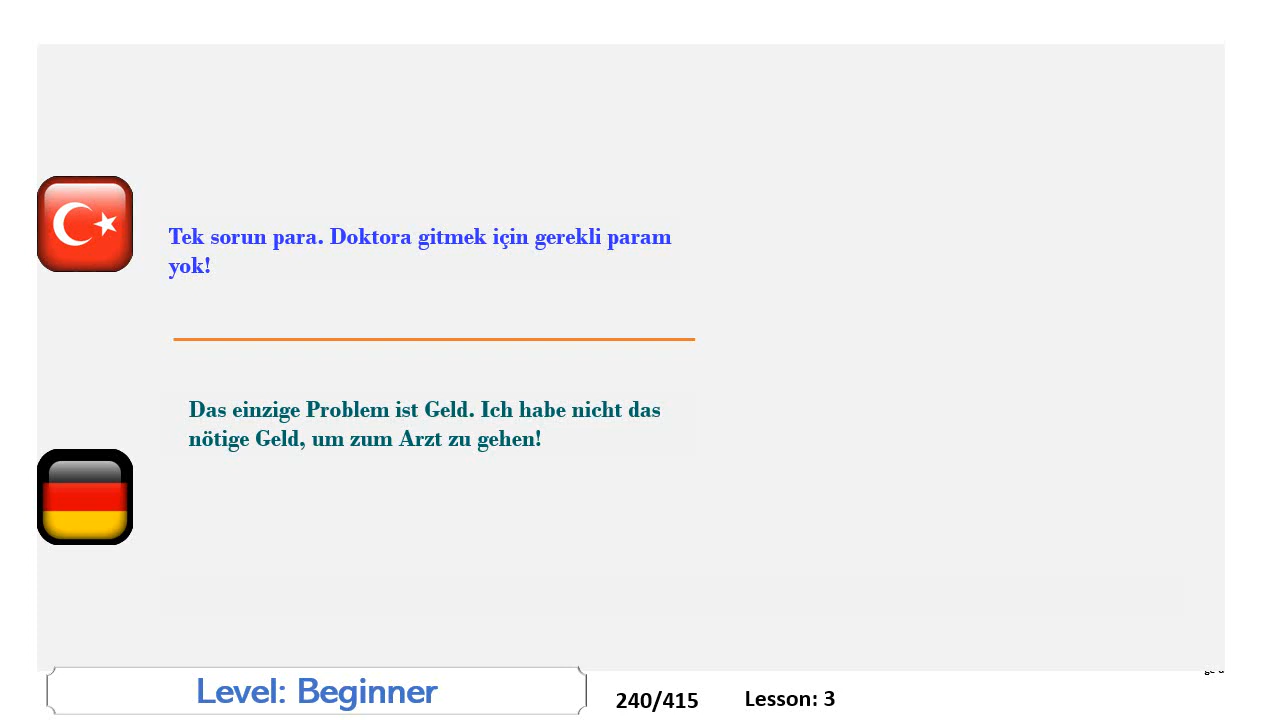 Tek sorun para. Doktora gitmek için gerekli param
yok!
Das einzige Problem ist Geld. Ich habe nicht das
nötige Geld, um zum Arzt zu gehen!
Level: Beginner
240/415
Lesson: 3